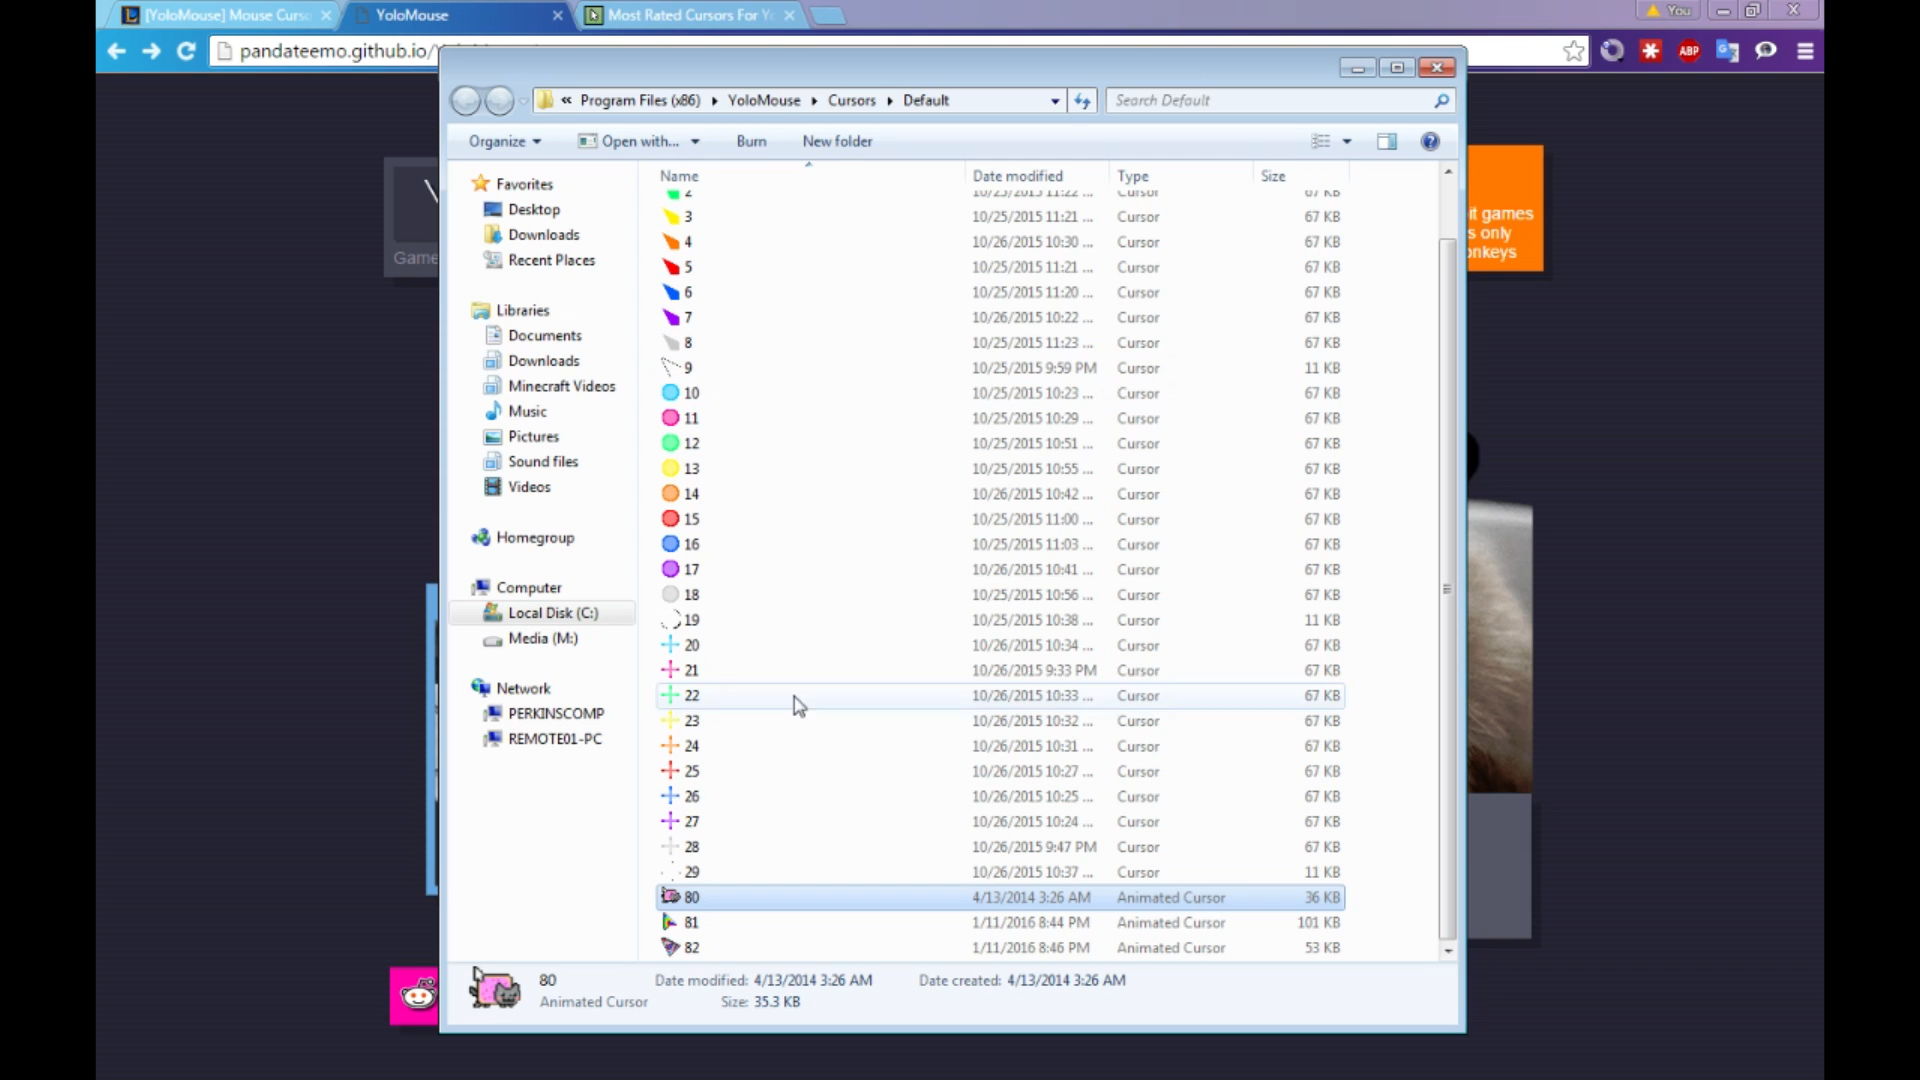 [YoloMouse] Mouse Curso
YoloMouse
Most Rated Cursors For Yo
You
pandateemo.github.io/
ABP
Program Files (x86) YoloMouse Cursors Default
Search Default
Organize Open with... Burn New folder
Name Date modified Type Size
2 10/25/2015 11:22 ... Cursor 67 KB
3 10/25/2015 11:21 ... Cursor 67 KB
4 10/26/2015 10:30 ... Cursor 67 KB
5 10/25/2015 11:21 ... Cursor 67 KB
6 10/25/2015 11:20 ... Cursor 67 KB
7 10/26/2015 10:22 ... Cursor 67 KB
8 10/25/2015 11:23 ... Cursor 67 KB
9 10/25/2015 9:59 PM Cursor 11 KB
10 10/25/2015 10:23 ... Cursor 67 KB
11 10/25/2015 10:29 ... Cursor 67 KB
12 10/25/2015 10:51 ... Cursor 67 KB
13 10/25/2015 10:55 ... Cursor 67 KB
14 10/26/2015 10:42 ... Cursor 67 KB
15 10/25/2015 11:00 ... Cursor 67 KB
16 10/25/2015 11:03 ... Cursor 67 KB
17 10/26/2015 10:41 ... Cursor 67 KB
18 10/25/2015 10:56 ... Cursor 67 KB
19 10/25/2015 10:38 ... Cursor 11 KB
20 10/26/2015 10:34 ... Cursor 67 KB
21 10/26/2015 9:33 PM Cursor 67 KB
22 10/26/2015 10:33 ... Cursor 67 KB
23 10/26/2015 10:32 ... Cursor 67 KB
24 10/26/2015 10:31 ... Cursor 67 KB
25 10/26/2015 10:27 ... Cursor 67 KB
26 10/26/2015 10:25 ... Cursor 67 KB
27 10/26/2015 10:24 ... Cursor 67 KB
28 10/26/2015 9:47 PM Cursor 67 KB
29 10/26/2015 10:37 ... Cursor 11 KB
80 4/13/2014 3:26 AM Animated Cursor 36 KB
81 1/11/2016 8:44 PM Animated Cursor 101 KB
82 1/11/2016 8:46 PM Animated Cursor 53 KB
Favorites
Desktop
Downloads
Recent Places
Libraries
Documents
Downloads
Minecraft Videos
Music
Pictures
Sound files
Videos
Homegroup
Computer
Local Disk (C:)
Media (M:)
Network
PERKINSCOMP
REMOTE01-PC
80 Date modified: 4/13/2014 3:26 AM Date created: 4/13/2014 3:26 AM
Animated Cursor Size: 35.3 KB
Game
it games
s only
onkeys